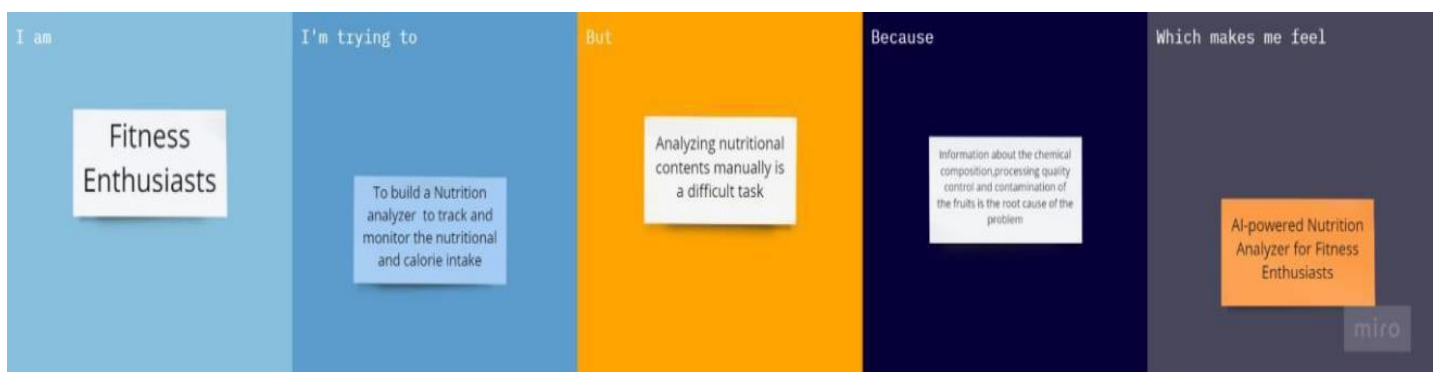 I am
Fitness
Enthusiasts
I'm trying to
To build a Nutrition
analyzer to track and
monitor the nutritional
and calorie intake
But
Analyzing nutritional
contents manually is
a difficult task
Because
Information about the chemical
composition,processing quality
control and contamination of
the fruits is the root cause of the
problem
Which makes me feel
AI-powered Nutrition
Analyzer for Fitness
Enthusiasts
miro